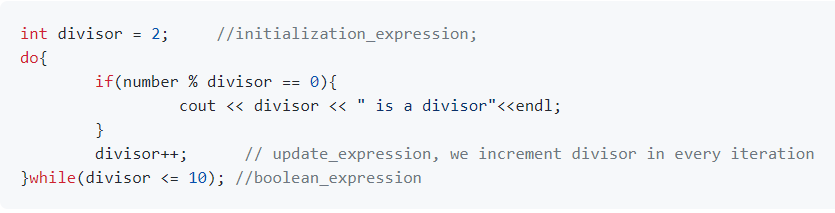 int divisor = 2;     //initialization_expression;
do{
        if(number % divisor == 0){
                 cout << divisor << " is a divisor"<<endl;
        }
        divisor++;      // update_expression, we increment divisor in every iteration
}while(divisor <= 10); //boolean_expression